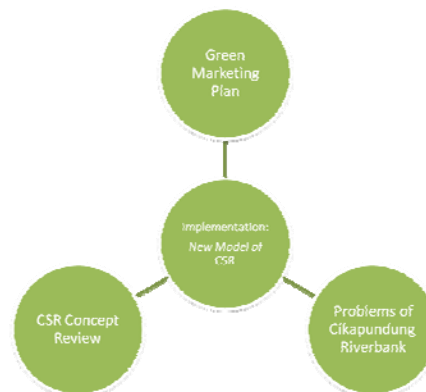 Green
Marketing
Plan
Implementation:
New Model of
CSR
CSR Concept
Review
Problems of
Cikapundung
Riverbank